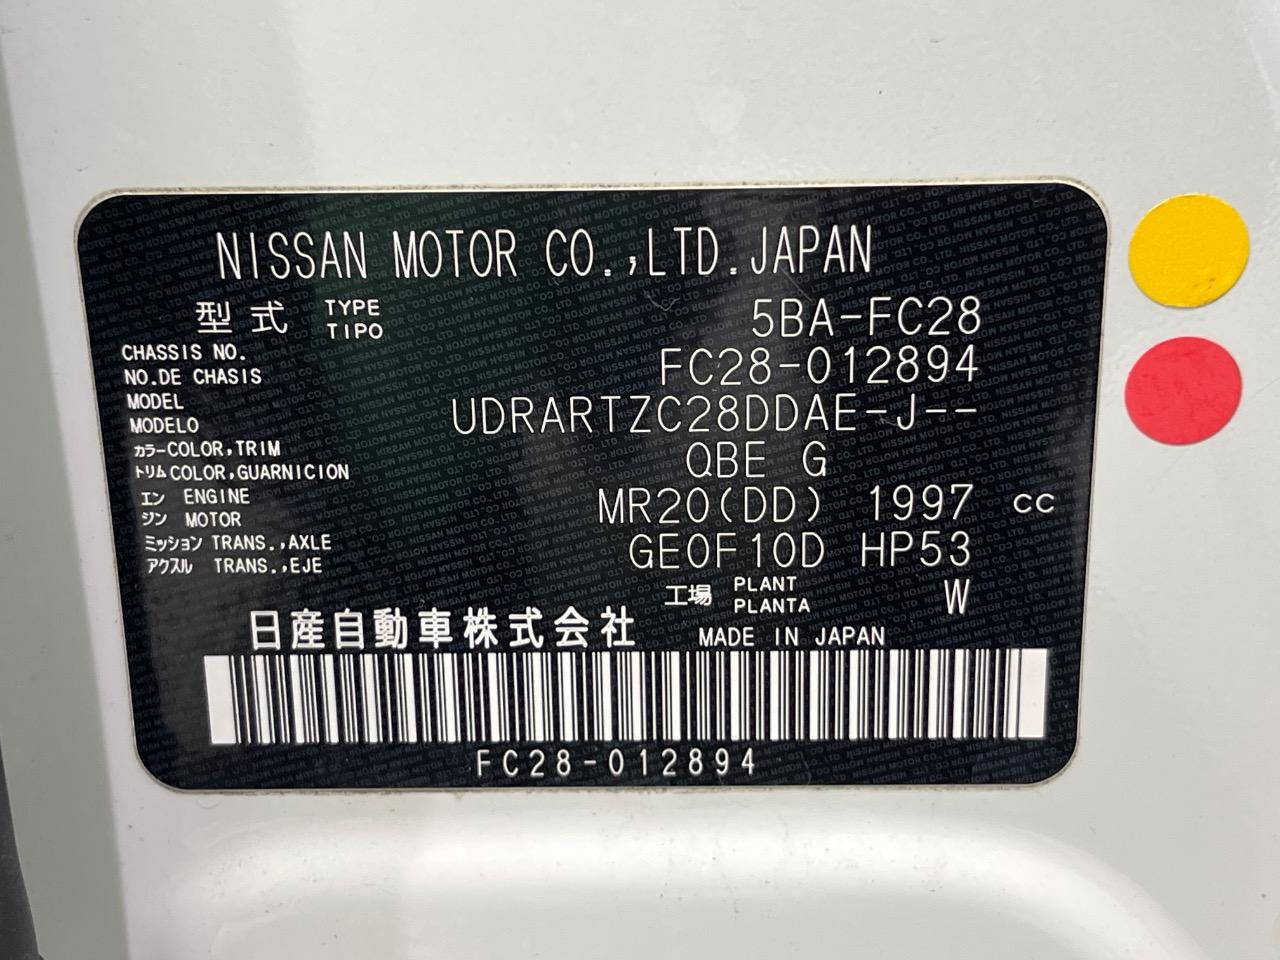 NISSAN MOTOR CO.,LTD.JAPAN
型式 TYPE TIPO 5BA-FC28
CHASSIS NO.
NO.DE CHASIS FC28-012894
MODEL
MODELO UDRARTZC28DDAE-J--
カラーCOLOR,TRIM
トリムCOLOR,GUARNICION QBE G
エン ENGINE
ジン MOTOR MR20(DD) 1997 cc
ミッション TRANS.,AXLE
アクスル TRANS.,EJE GE0F10D HP53
工場 PLANT PLANTA W
日産自動車株式会社 MADE IN JAPAN
FC28-012894